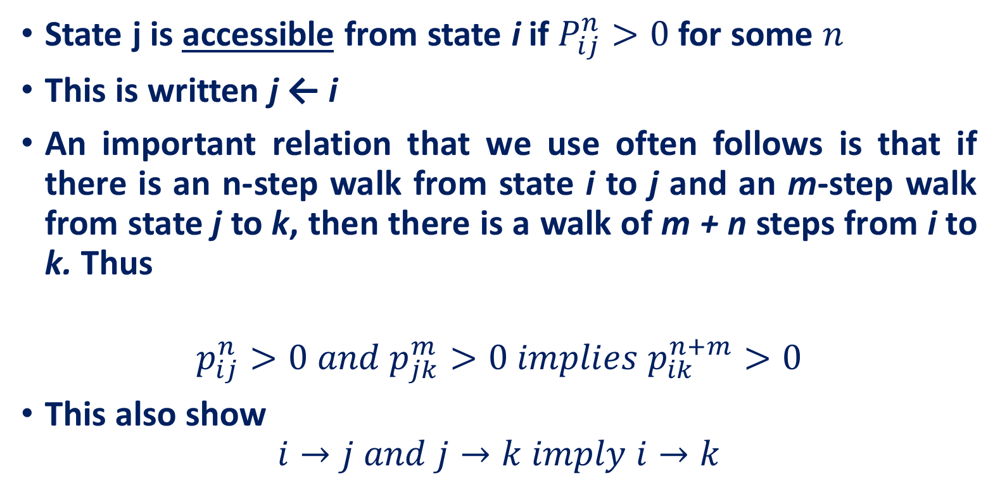 • State j is accessible from state i if P_{ij}^{n} > 0 for some n
• This is written j ← i
• An important relation that we use often follows is that if
there is an n-step walk from state i to j and an m-step walk
from state j to k, then there is a walk of m + n steps from i to
k. Thus
p_{ij}^{n} > 0 and p_{jk}^{m} > 0 implies p_{ik}^{n+m} > 0
• This also show
i → j and j → k imply i → k